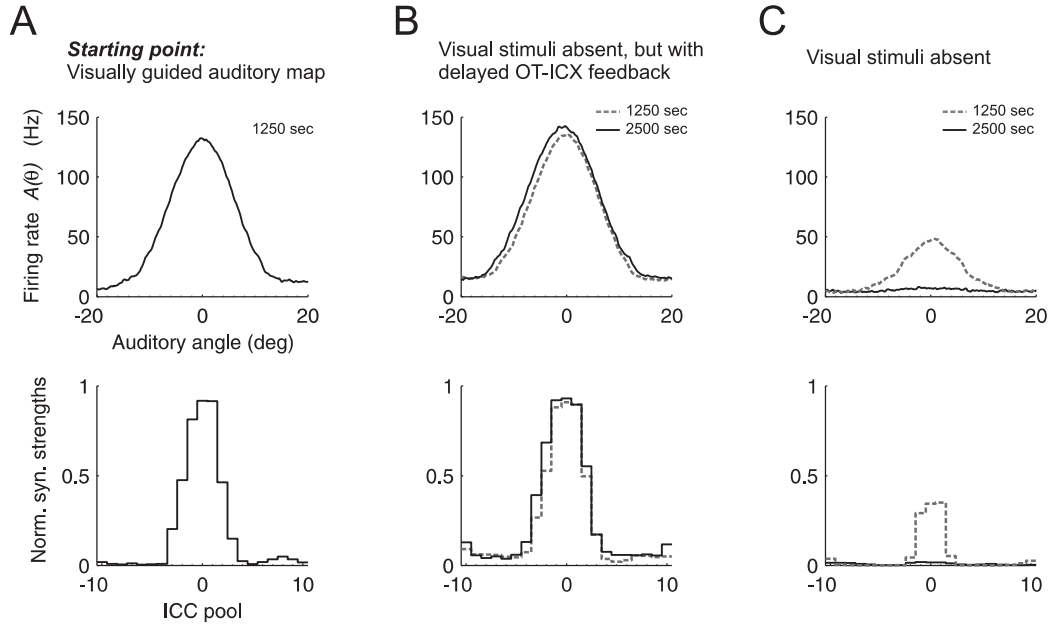 A
Starting point:
Visually guided auditory map
1250 sec
150
100
50
0
-20
0
20
Firing rate A(θ) (Hz)
Auditory angle (deg)
1
0.5
0
-10
0
10
Norm. syn. strengths
ICC pool
B
Visual stimuli absent, but with
delayed OT-ICX feedback
1250 sec
2500 sec
150
100
50
0
-20
0
20
1
0.5
0
-10
0
10
C
Visual stimuli absent
1250 sec
2500 sec
150
100
50
0
-20
0
20
1
0.5
0
-10
0
10